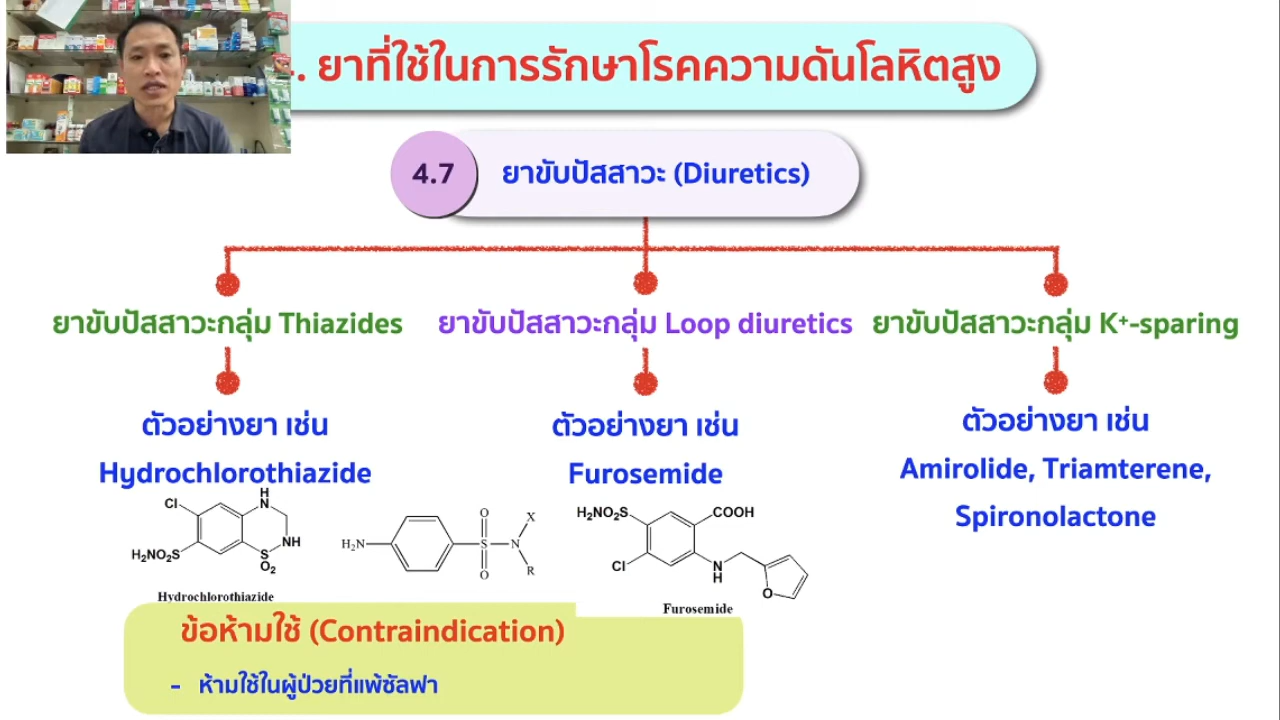 . ยาที่ใช้ในการรักษาโรคความดันโลหิตสูง
4.7 ยาขับปัสสาวะ (Diuretics)
ยาขับปัสสาวะกลุ่ม Thiazides
ยาขับปัสสาวะกลุ่ม Loop diuretics
ยาขับปัสสาวะกลุ่ม K⁺-sparing
ตัวอย่างยา เช่น
Hydrochlorothiazide
ตัวอย่างยา เช่น
Furosemide
ตัวอย่างยา เช่น
Amirolide, Triamterene,
Spironolactone
H
N
Cl
NH
H₂NO₂S
S
O₂
Hydrochlorothiazide
O
X
H₂N
S
N
O
R
H₂NO₂S
COOH
Cl
N
H
O
Furosemide
ข้อห้ามใช้ (Contraindication)
- ห้ามใช้ในผู้ป่วยที่แพ้ซัลฟา